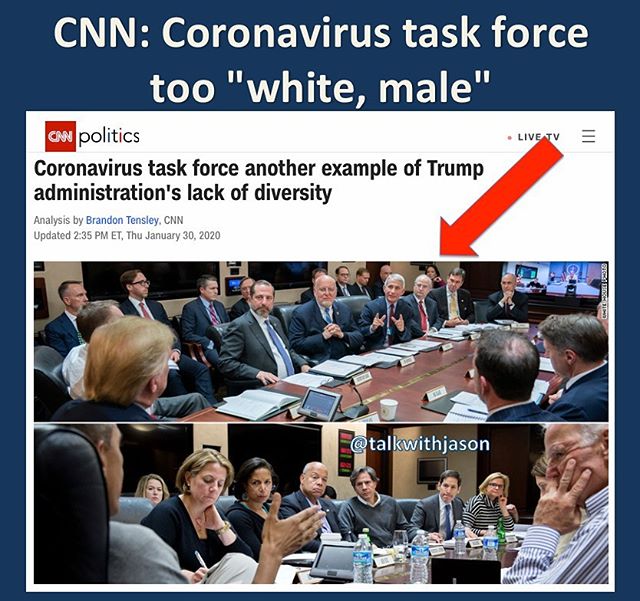 CNN: Coronavirus task force
too "white, male"
CNN politics
• LIVE TV
Coronavirus task force another example of Trump
administration's lack of diversity
Analysis by Brandon Tensley, CNN
Updated 2:35 PM ET, Thu January 30, 2020
WHITE HOUSE PHOTO
@talkwithjason